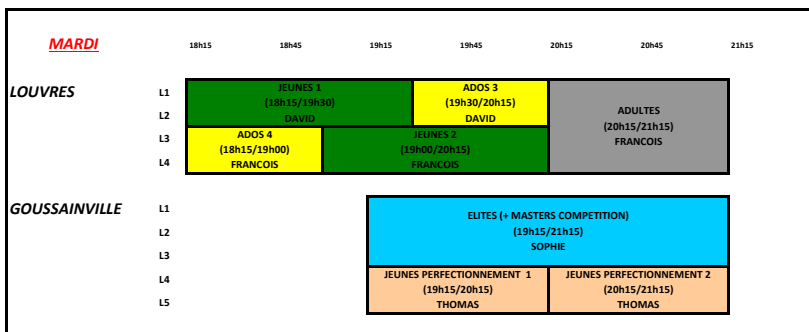 MARDI 18h15 18h45 19h15 19h45 20h15 20h45 21h15
LOUVRES
L1
L2
L3
L4
JEUNES 1
(18h15/19h30)
DAVID
ADOS 3
(19h30/20h15)
DAVID
ADOS 4
(18h15/19h00)
FRANCOIS
JEUNES 2
(19h00/20h15)
FRANCOIS
ADULTES
(20h15/21h15)
FRANCOIS
GOUSSAINVILLE
L1
L2
L3
L4
L5
ELITES (+ MASTERS COMPETITION)
(19h15/21h15)
SOPHIE
JEUNES PERFECTIONNEMENT 1
(19h15/20h15)
THOMAS
JEUNES PERFECTIONNEMENT 2
(20h15/21h15)
THOMAS